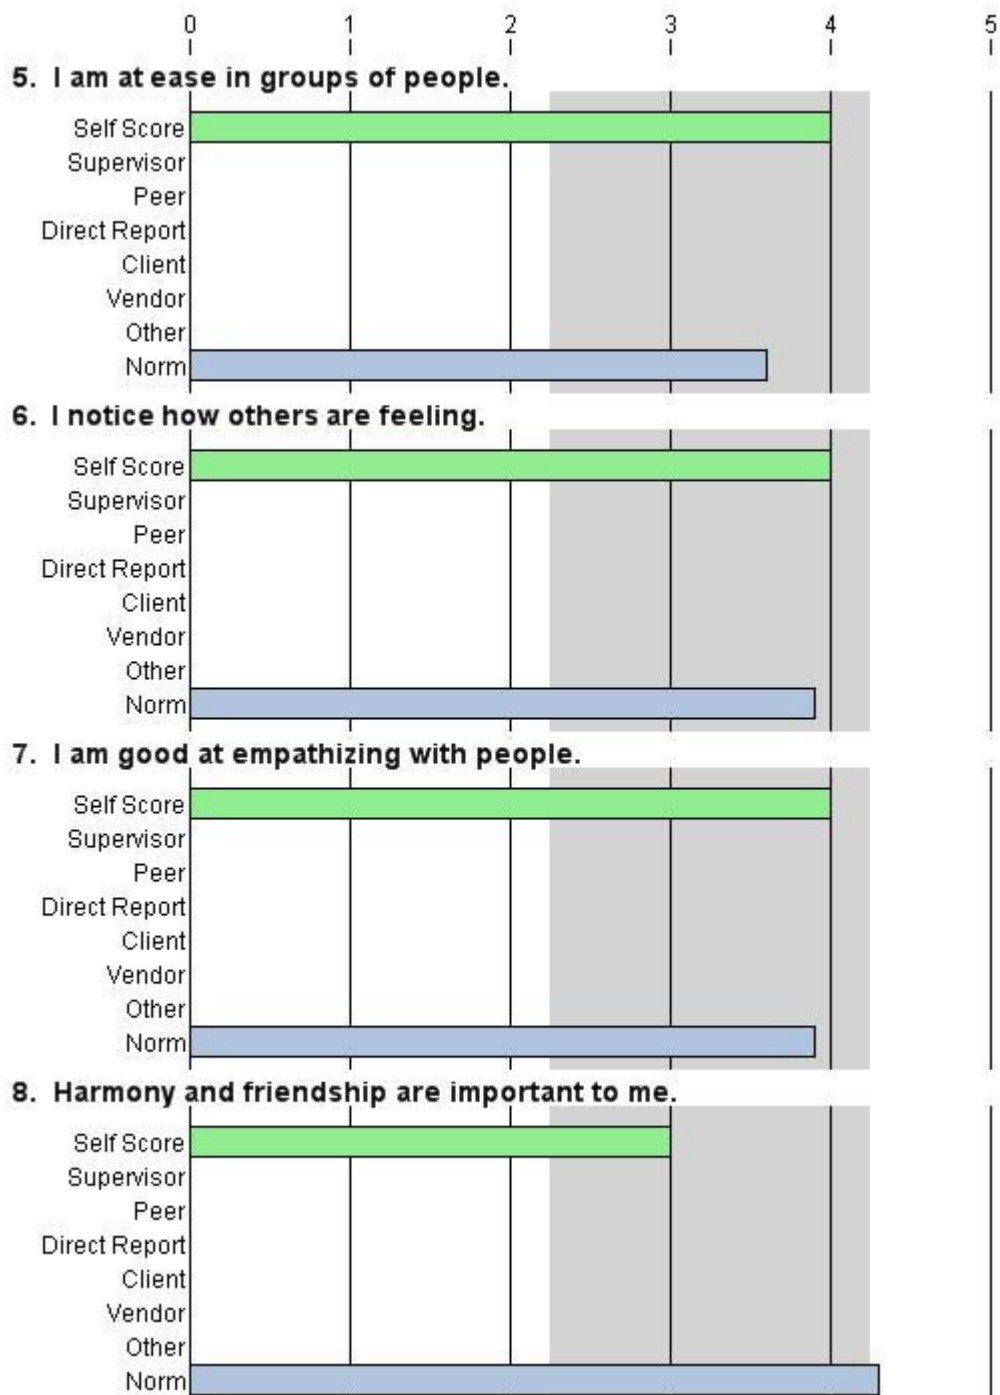 0 1 2 3 4 5
5. I am at ease in groups of people.
Self Score
Supervisor
Peer
Direct Report
Client
Vendor
Other
Norm
6. I notice how others are feeling.
Self Score
Supervisor
Peer
Direct Report
Client
Vendor
Other
Norm
7. I am good at empathizing with people.
Self Score
Supervisor
Peer
Direct Report
Client
Vendor
Other
Norm
8. Harmony and friendship are important to me.
Self Score
Supervisor
Peer
Direct Report
Client
Vendor
Other
Norm